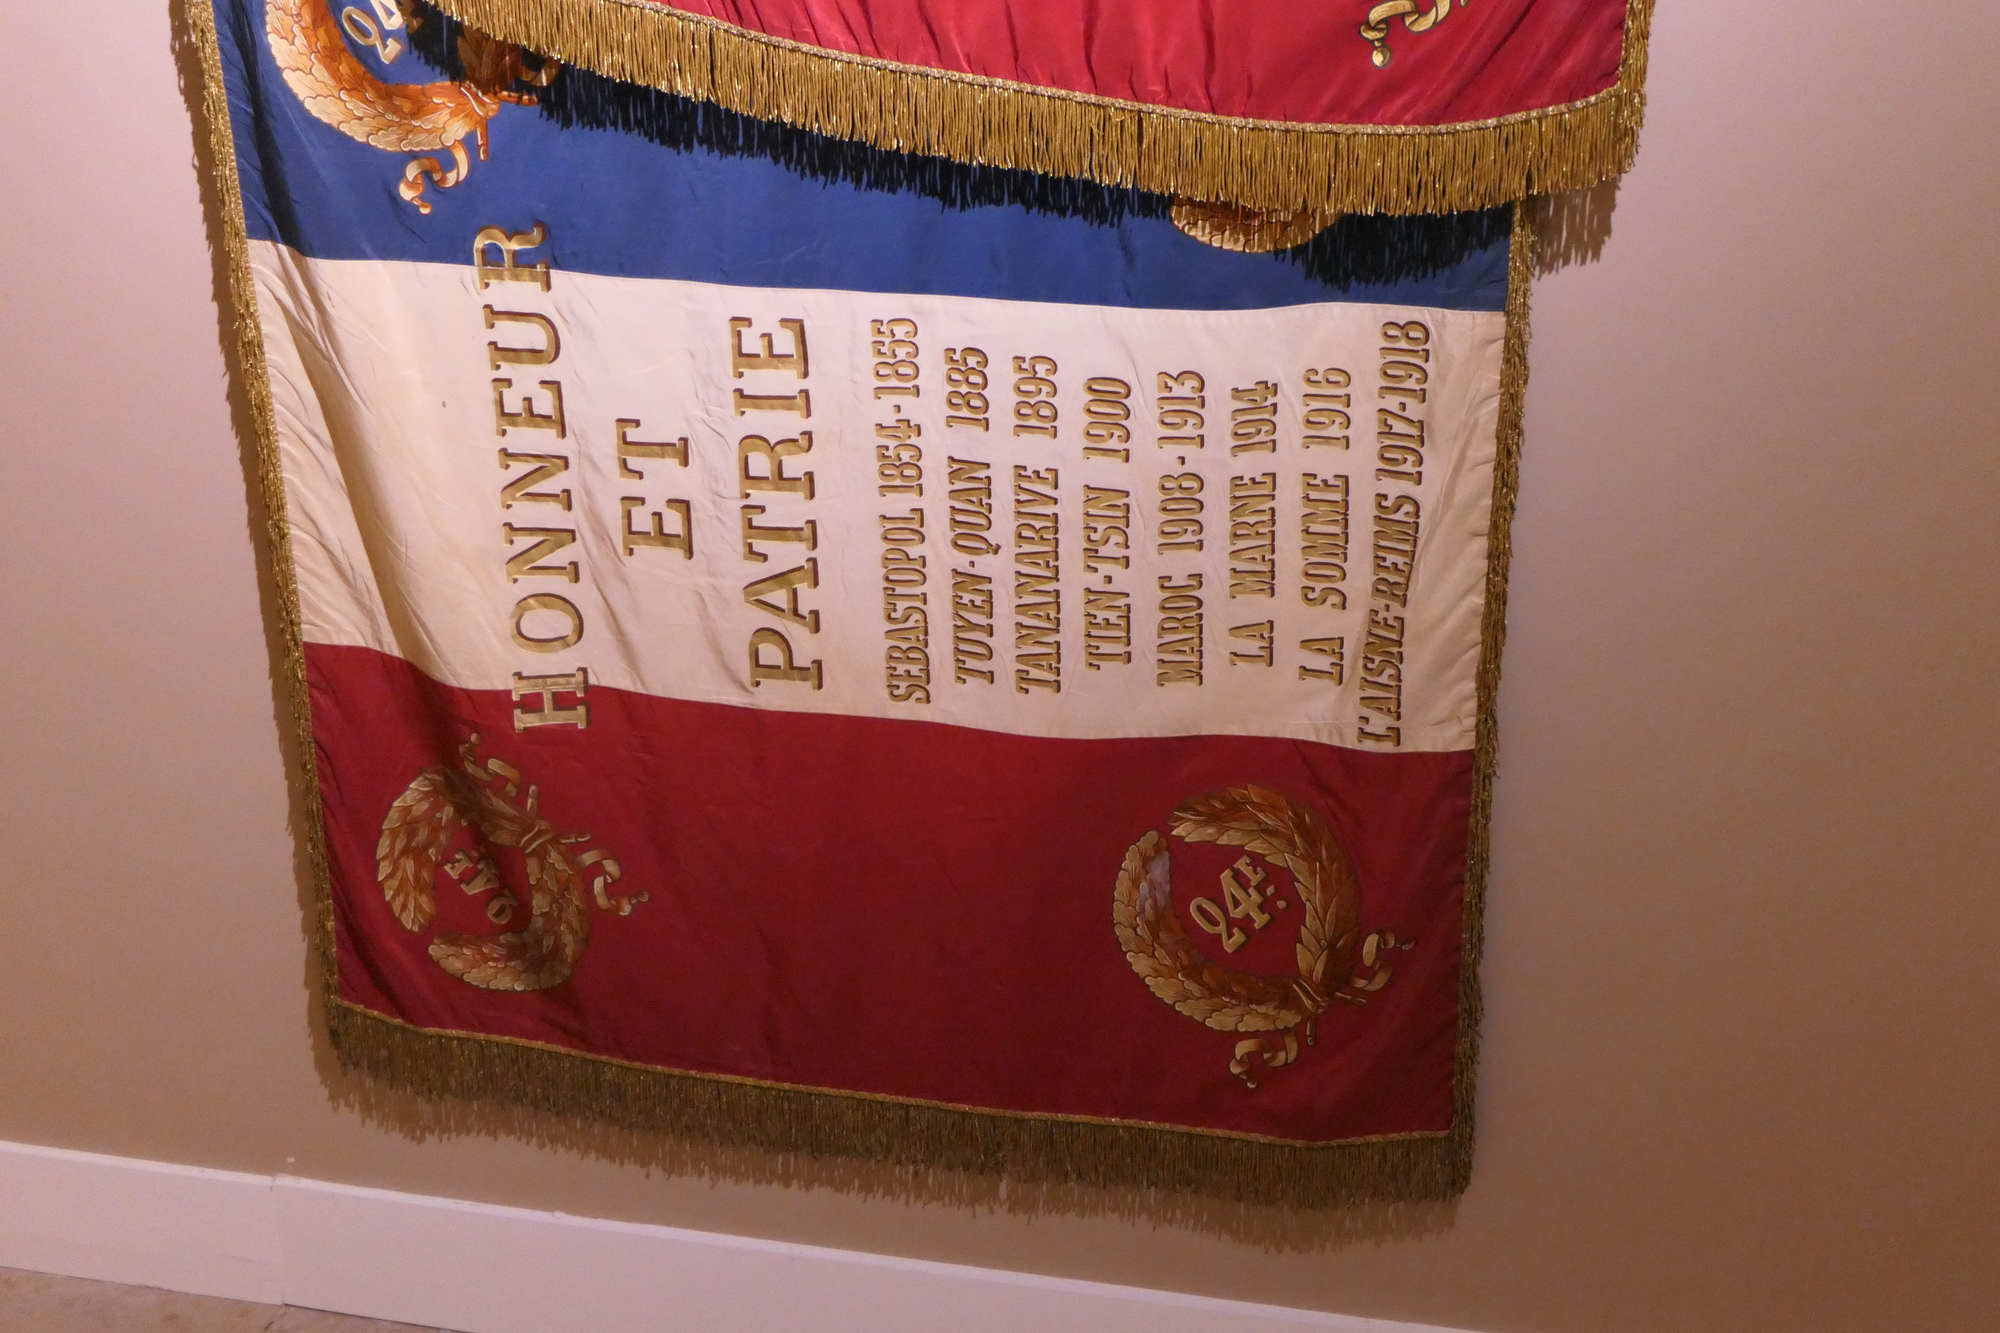 HONNEUR
ET
PATRIE
SEBASTOPOL 1854-1855
TUYEN-QUAN 1885
TANANARIVE 1895
TIEN-TSIN 1900
MAROC 1908-1913
LA MARNE 1914
LA SOMME 1916
L'AISNE-REIMS 1917-1918
24
24E
24E